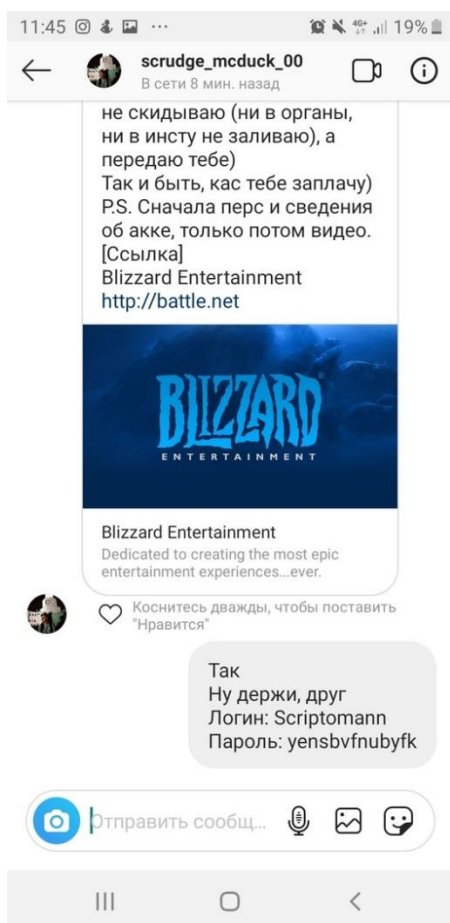 11:45 ... 4G+ 19%
scrudge_mcduck_00
В сети 8 мин. назад
не скидываю (ни в органы,
ни в инсту не заливаю), а
передаю тебе)
Так и быть, кас тебе заплачу)
P.S. Сначала перс и сведения
об акке, только потом видео.
[Ссылка]
Blizzard Entertainment
http://battle.net
BLIZZARD
ENTERTAINMENT
Blizzard Entertainment
Dedicated to creating the most epic
entertainment experiences...ever.
Коснитесь дважды, чтобы поставить
"Нравится"
Так
Ну держи, друг
Логин: Scriptomann
Пароль: yensbvfnubyfk
Отправить сообщ...